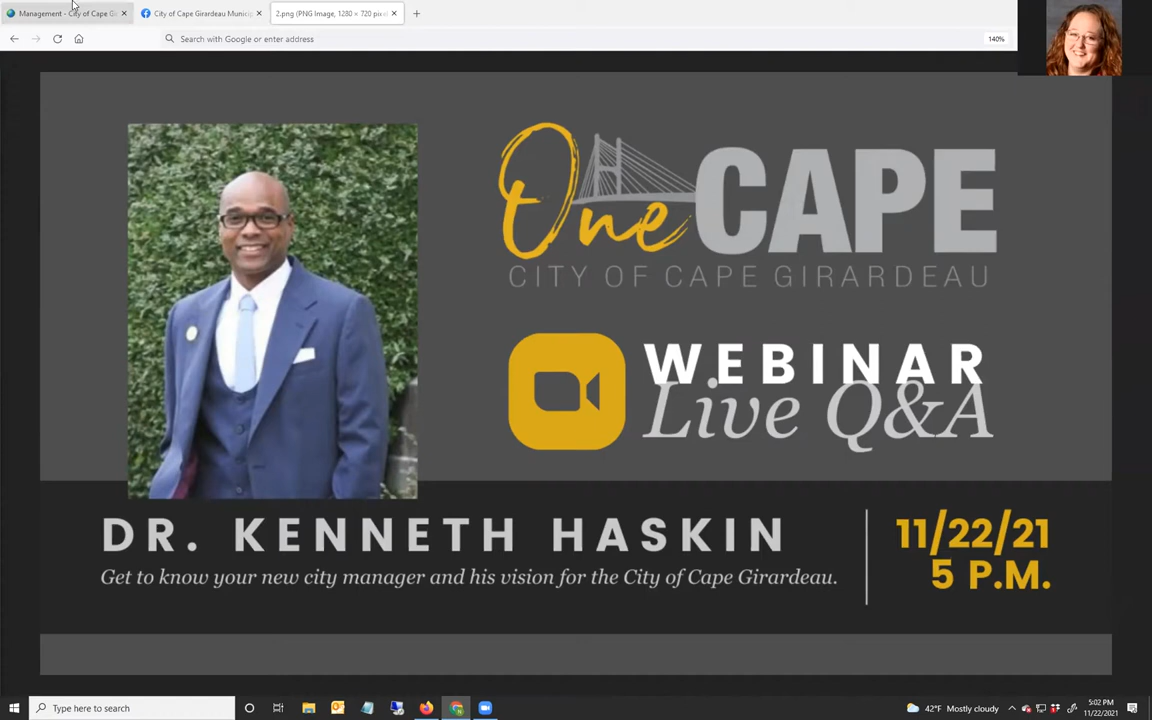 Management - City of Cape Gi
City of Cape Girardeau Municip
2.png (PNG Image, 1280 × 720 pixel
Search with Google or enter address
140%
One CAPE
CITY OF CAPE GIRARDEAU
WEBINAR
Live Q&A
DR. KENNETH HASKIN
Get to know your new city manager and his vision for the City of Cape Girardeau.
11/22/21
5 P.M.
Type here to search
42°F Mostly cloudy
5:02 PM
11/22/2021